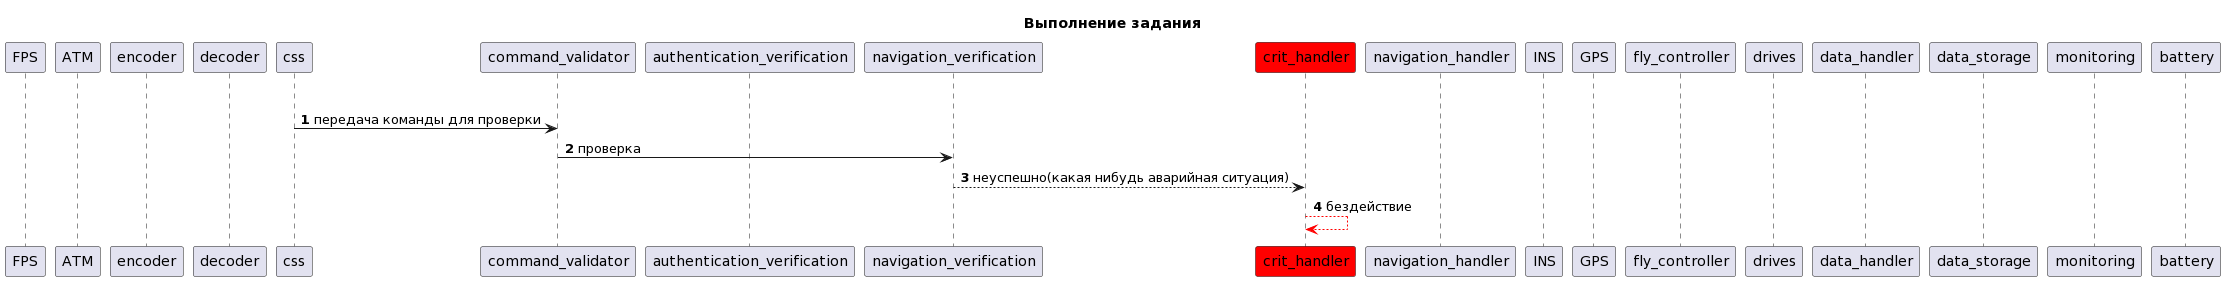 Выполнение задания
FPS ATM encoder decoder css command_validator authentication_verification navigation_verification crit_handler navigation_handler INS GPS fly_controller drives data_handler data_storage monitoring battery
1 передача команды для проверки
2 проверка
3 неуспешно(какая нибудь аварийная ситуация)
4 бездействие
FPS ATM encoder decoder css command_validator authentication_verification navigation_verification crit_handler navigation_handler INS GPS fly_controller drives data_handler data_storage monitoring battery